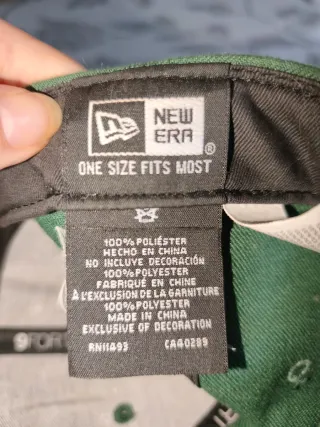 NEW
ERA
®
ONE SIZE FITS MOST
100% POLIÉSTER
HECHO EN CHINA
NO INCLUYE DECORACIÓN
100% POLYESTER
FABRIQUÉ EN CHINE
À L'EXCLUSION DE LA GARNITURE
100% POLYESTER
MADE IN CHINA
EXCLUSIVE OF DECORATION
RN11493 CA40289
9FOR